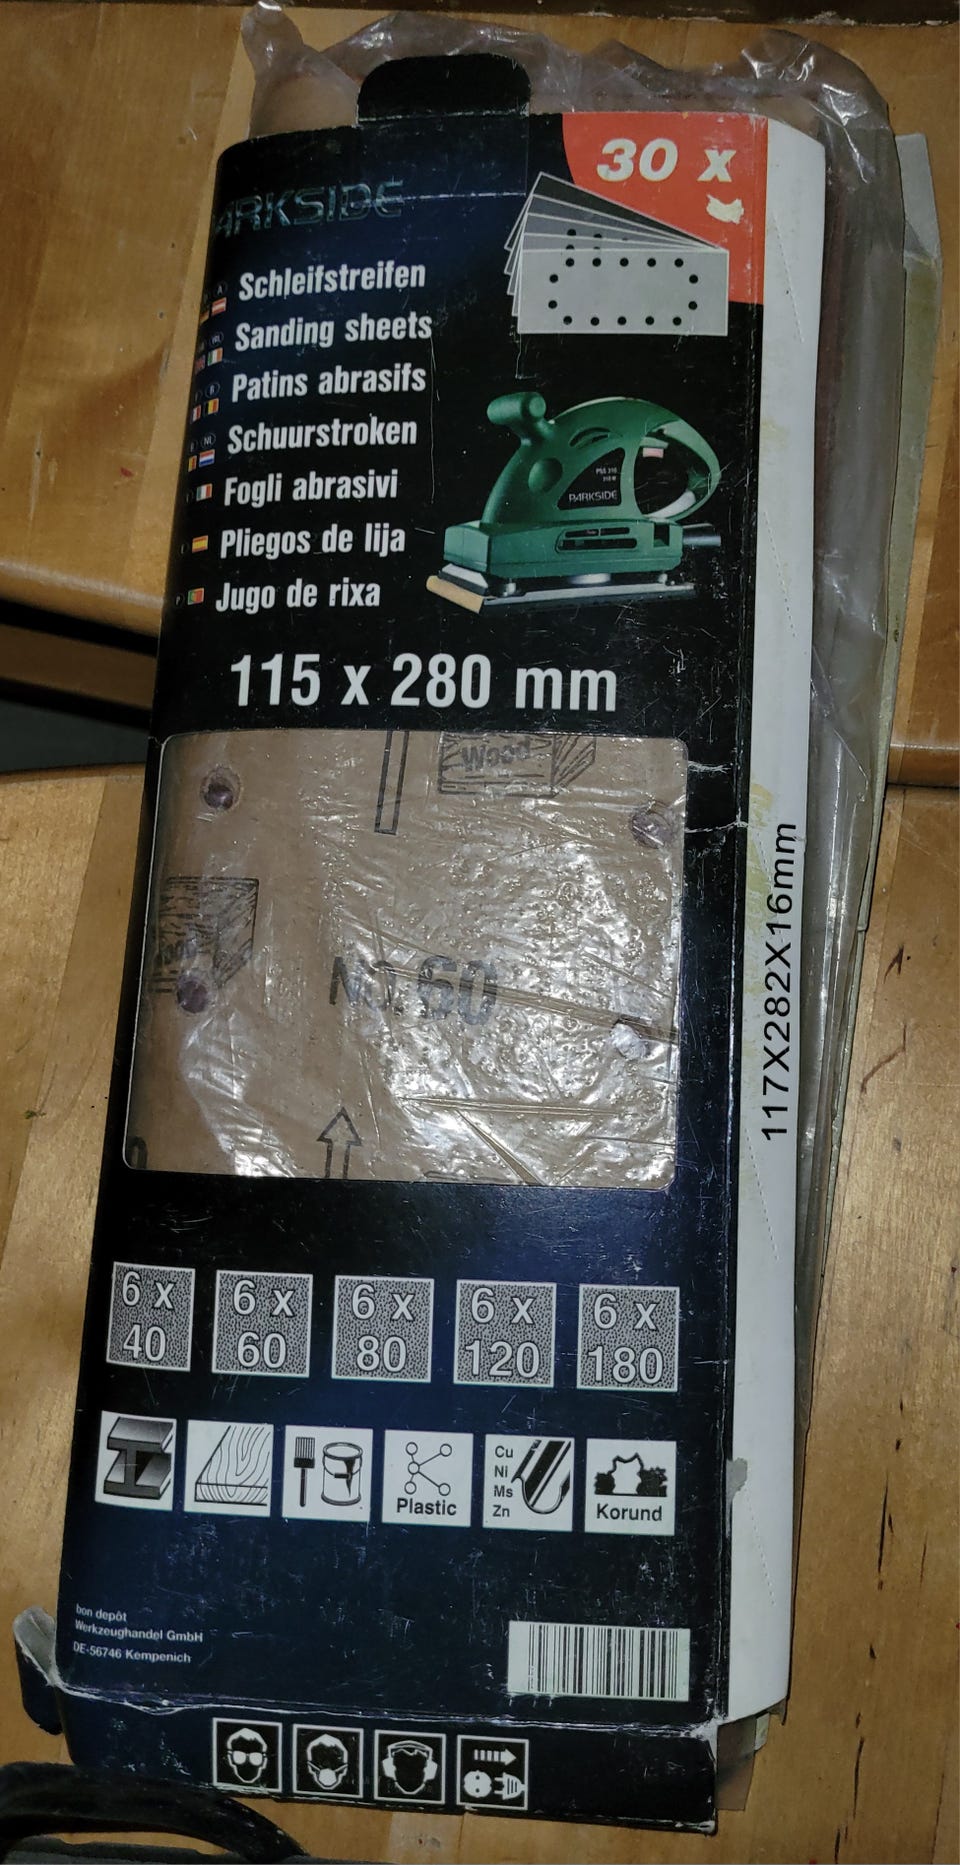 30 x
PARKSIDE
Schleifstreifen
Sanding sheets
Patins abrasifs
Schuurstroken
Fogli abrasivi
Pliegos de lija
Jugo de rixa
PARKSIDE
115 x 280 mm
Wood
Wood
No. 60
117X282X16mm
6 x 40
6 x 60
6 x 80
6 x 120
6 x 180
Plastic
Cu
Ni
Ms
Zn
Korund
bon depôt
Werkzeughandel GmbH
DE-56746 Kempenich